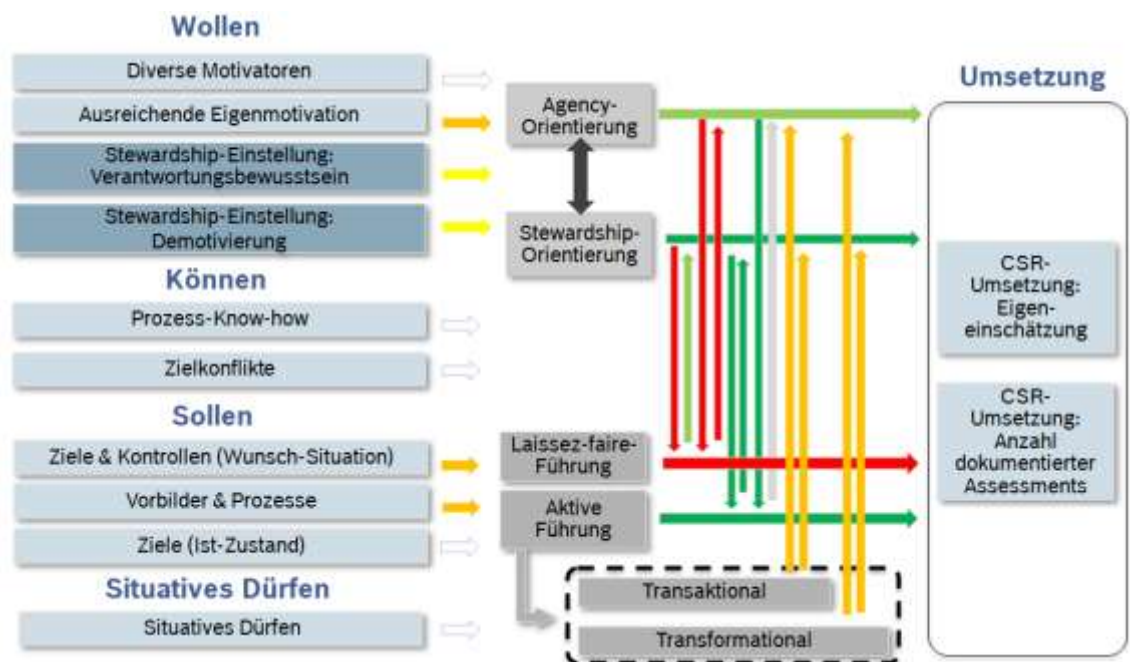 Wollen
Diverse Motivatoren
Ausreichende Eigenmotivation
Stewardship-Einstellung:
Verantwortungsbewusstsein
Stewardship-Einstellung:
Demotivierung
Können
Prozess-Know-how
Zielkonflikte
Sollen
Ziele & Kontrollen (Wunsch-Situation)
Vorbilder & Prozesse
Ziele (Ist-Zustand)
Situatives Dürfen
Situatives Dürfen
Agency-
Orientierung
Stewardship-
Orientierung
Laissez-faire-
Führung
Aktive
Führung
Transaktional
Transformational
Umsetzung
CSR-
Umsetzung:
Eigen-
einschätzung
CSR-
Umsetzung:
Anzahl
dokumentierter
Assessments